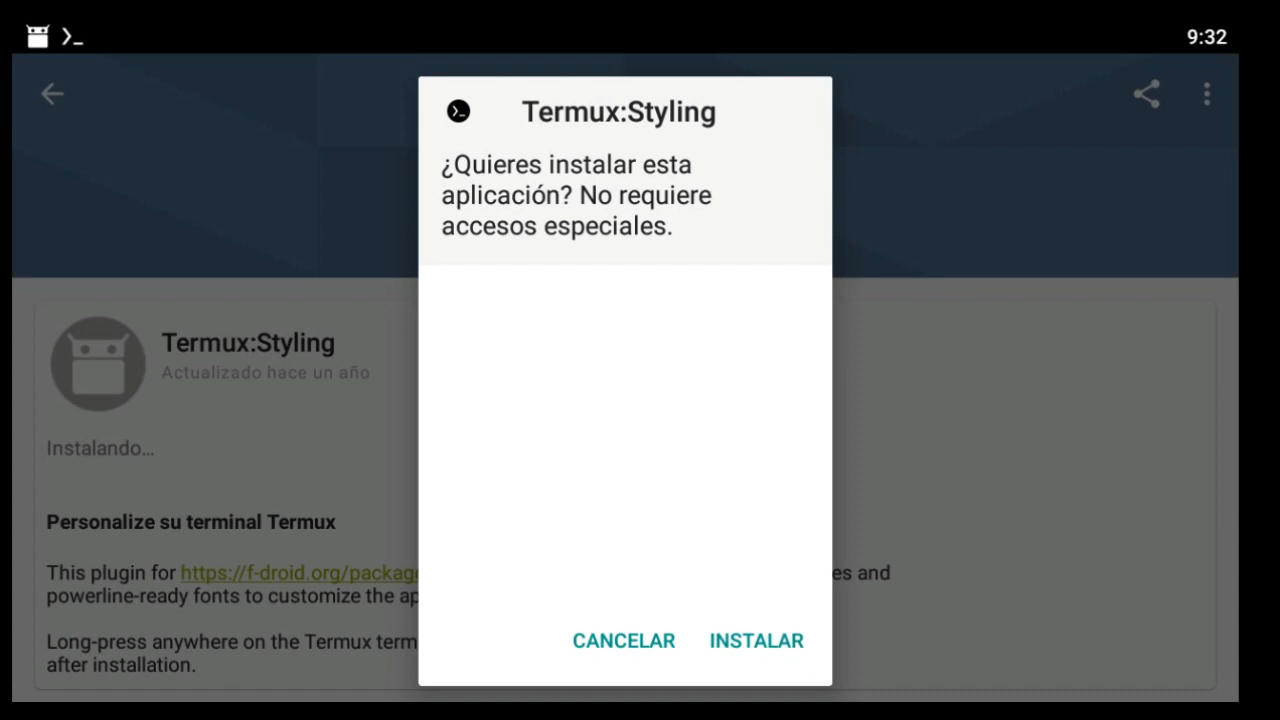 9:32
Termux:Styling
¿Quieres instalar esta
aplicación? No requiere
accesos especiales.
CANCELAR INSTALAR
Termux:Styling
Actualizado hace un año
Instalando...
Personalize su terminal Termux
This plugin for https://f-droid.org/package
es and
powerline-ready fonts to customize the ap
Long-press anywhere on the Termux term
after installation.